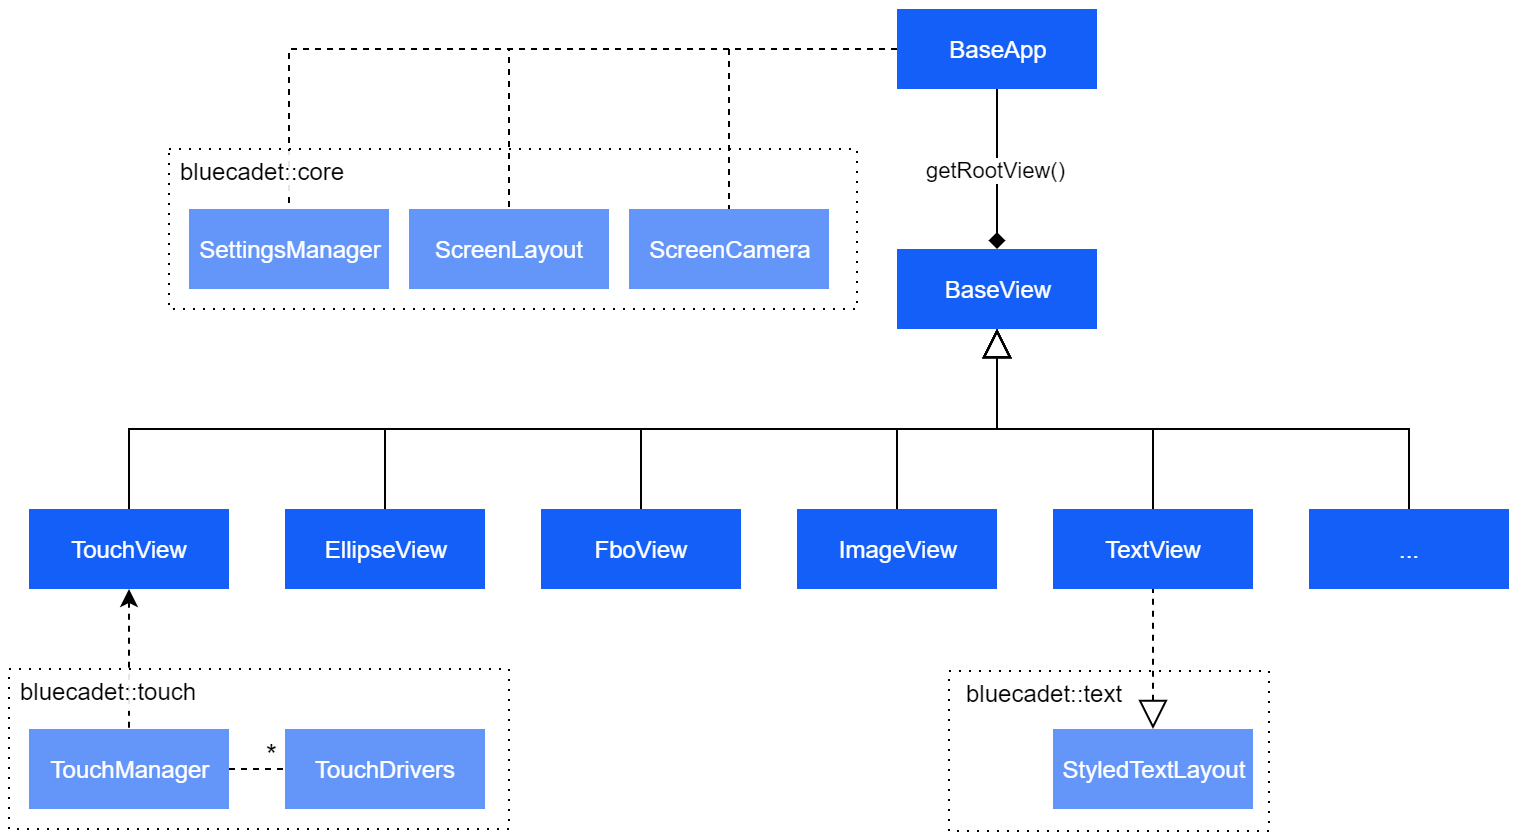 BaseApp
bluecadet::core
getRootView()
SettingsManager
ScreenLayout
ScreenCamera
BaseView
TouchView
EllipseView
FboView
ImageView
TextView
...
bluecadet::touch
bluecadet::text
*
TouchManager
TouchDrivers
StyledTextLayout